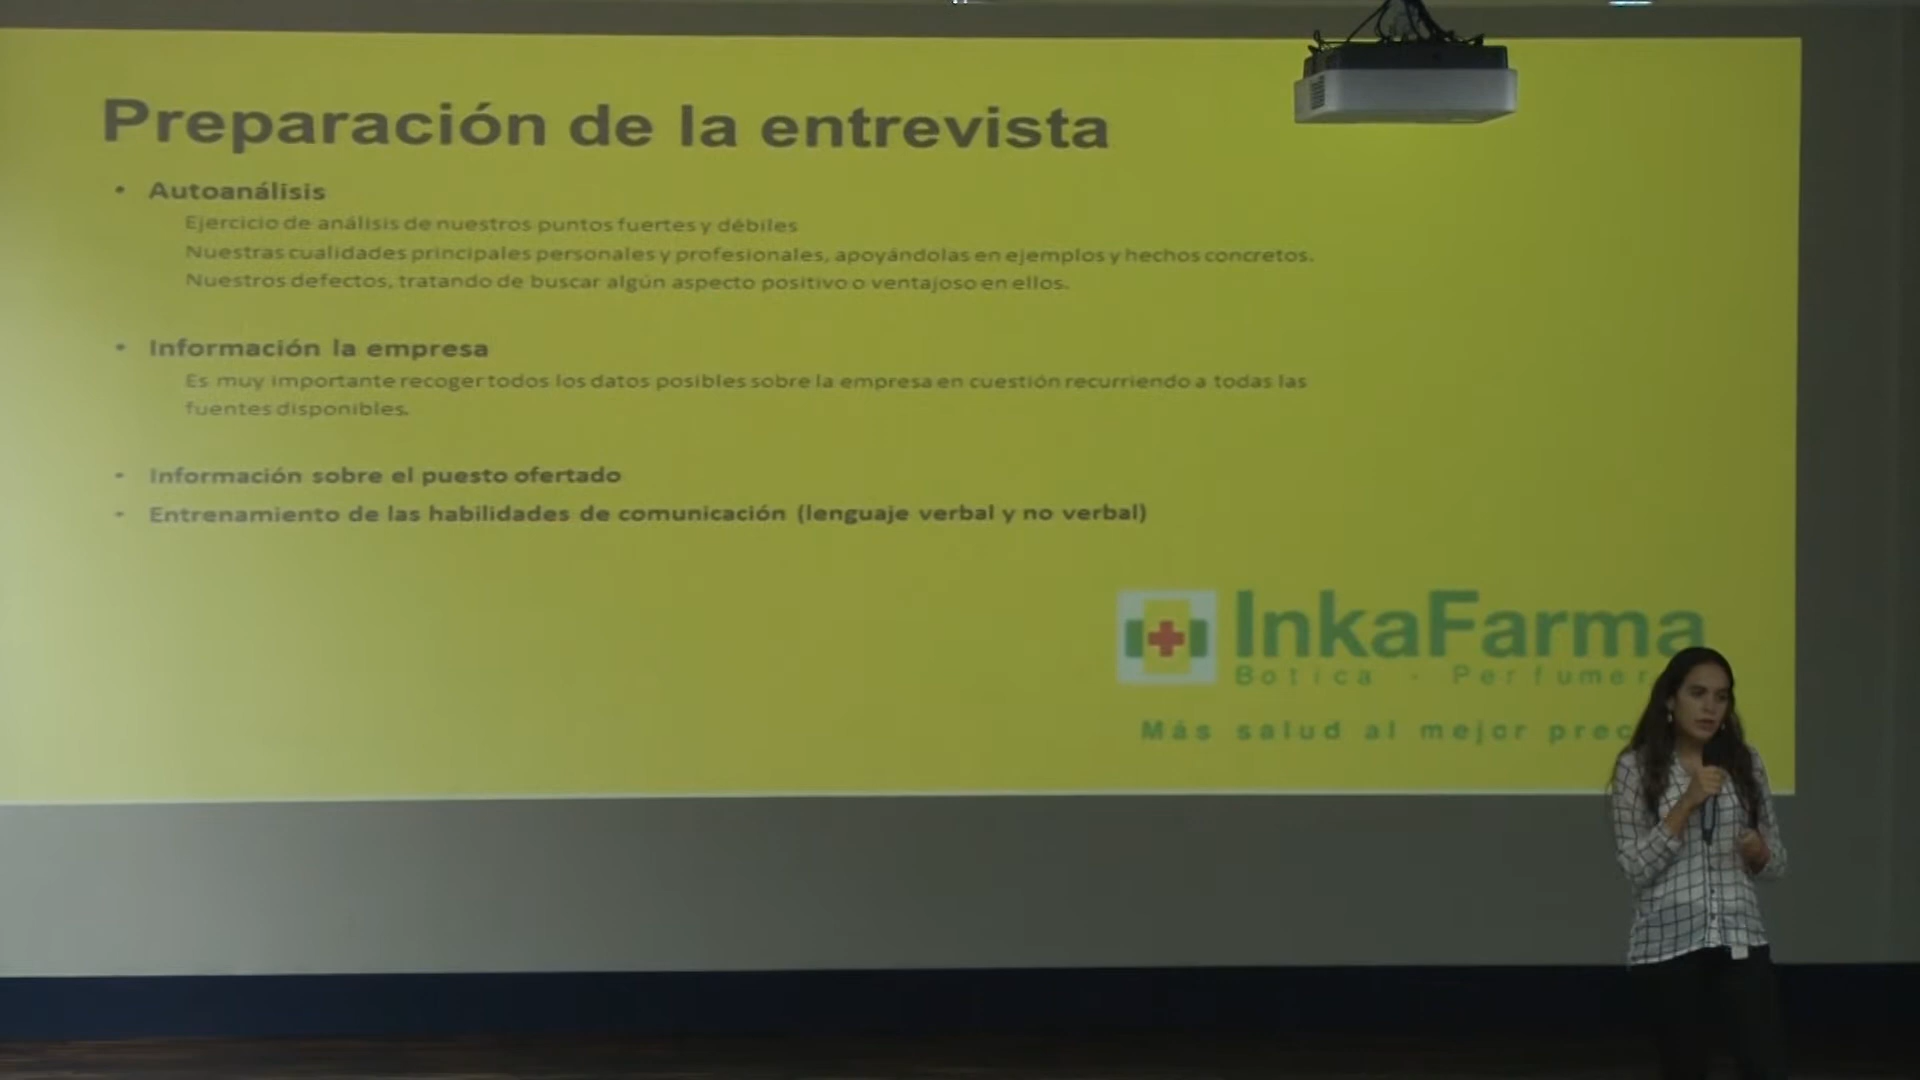 Preparación de la entrevista
• Autoanálisis
Ejercicio de análisis de nuestros puntos fuertes y débiles
Nuestras cualidades principales personales y profesionales, apoyándolas en ejemplos y hechos concretos.
Nuestros defectos, tratando de buscar algún aspecto positivo o ventajoso en ellos.
• Información la empresa
Es muy importante recoger todos los datos posibles sobre la empresa en cuestión recurriendo a todas las
fuentes disponibles.
• Información sobre el puesto ofertado
• Entrenamiento de las habilidades de comunicación (lenguaje verbal y no verbal)
InkaFarma
Botica - Perfumer
Más salud al mejor prec